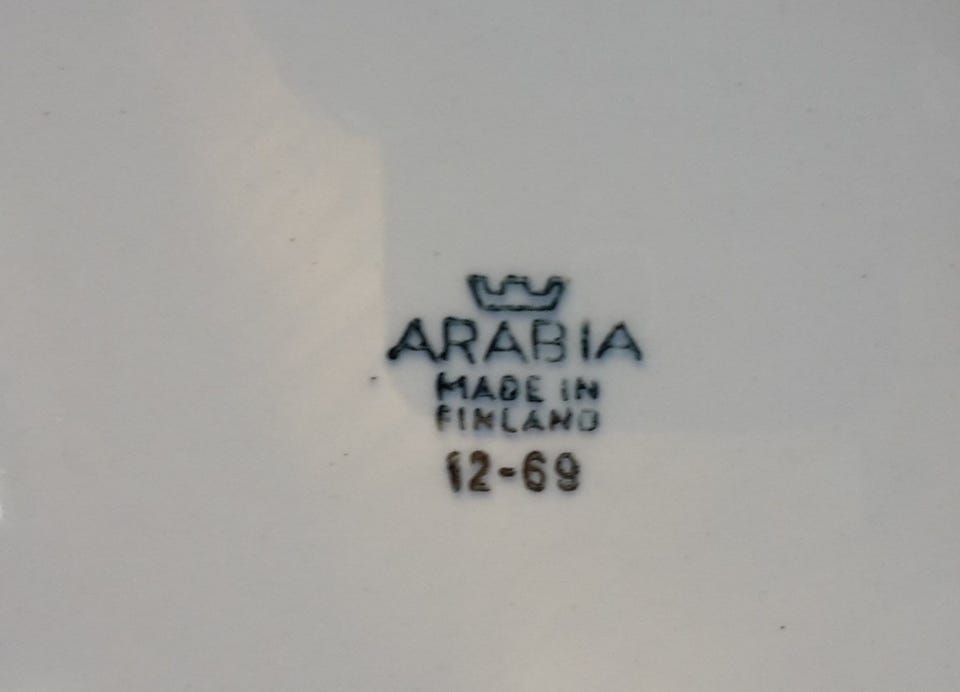 ARABIA
MADE IN
FINLAND
12-69